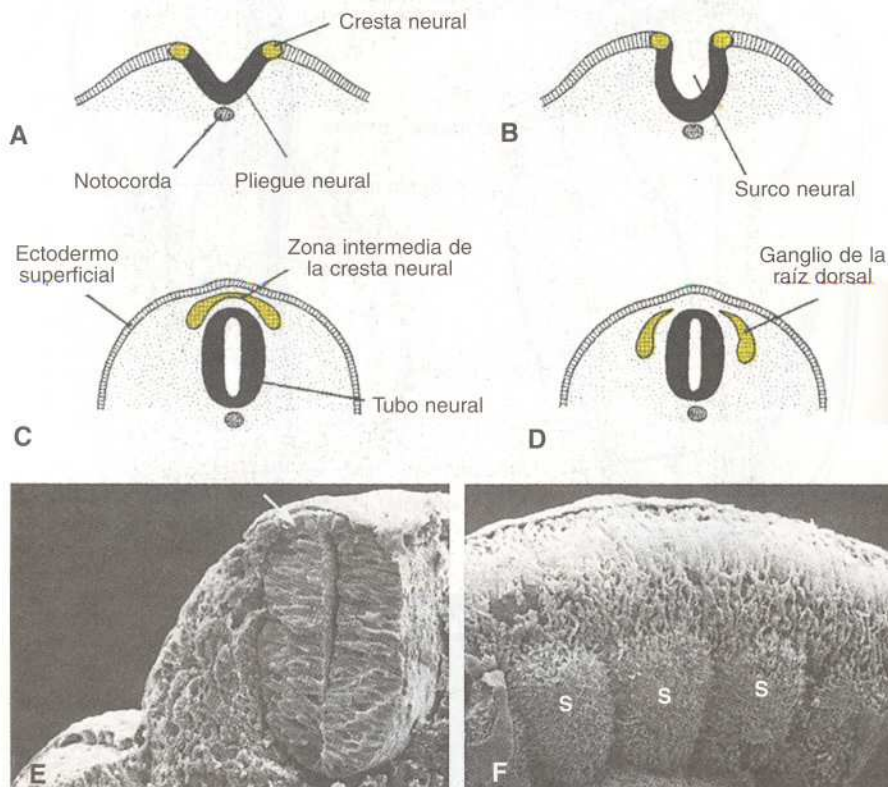 Cresta neural
A
Notocorda
Pliegue neural
B
Surco neural
Ectodermo
superficial
Zona intermedia de
la cresta neural
Tubo neural
C
Ganglio de la
raíz dorsal
D
E
S
S
S
F